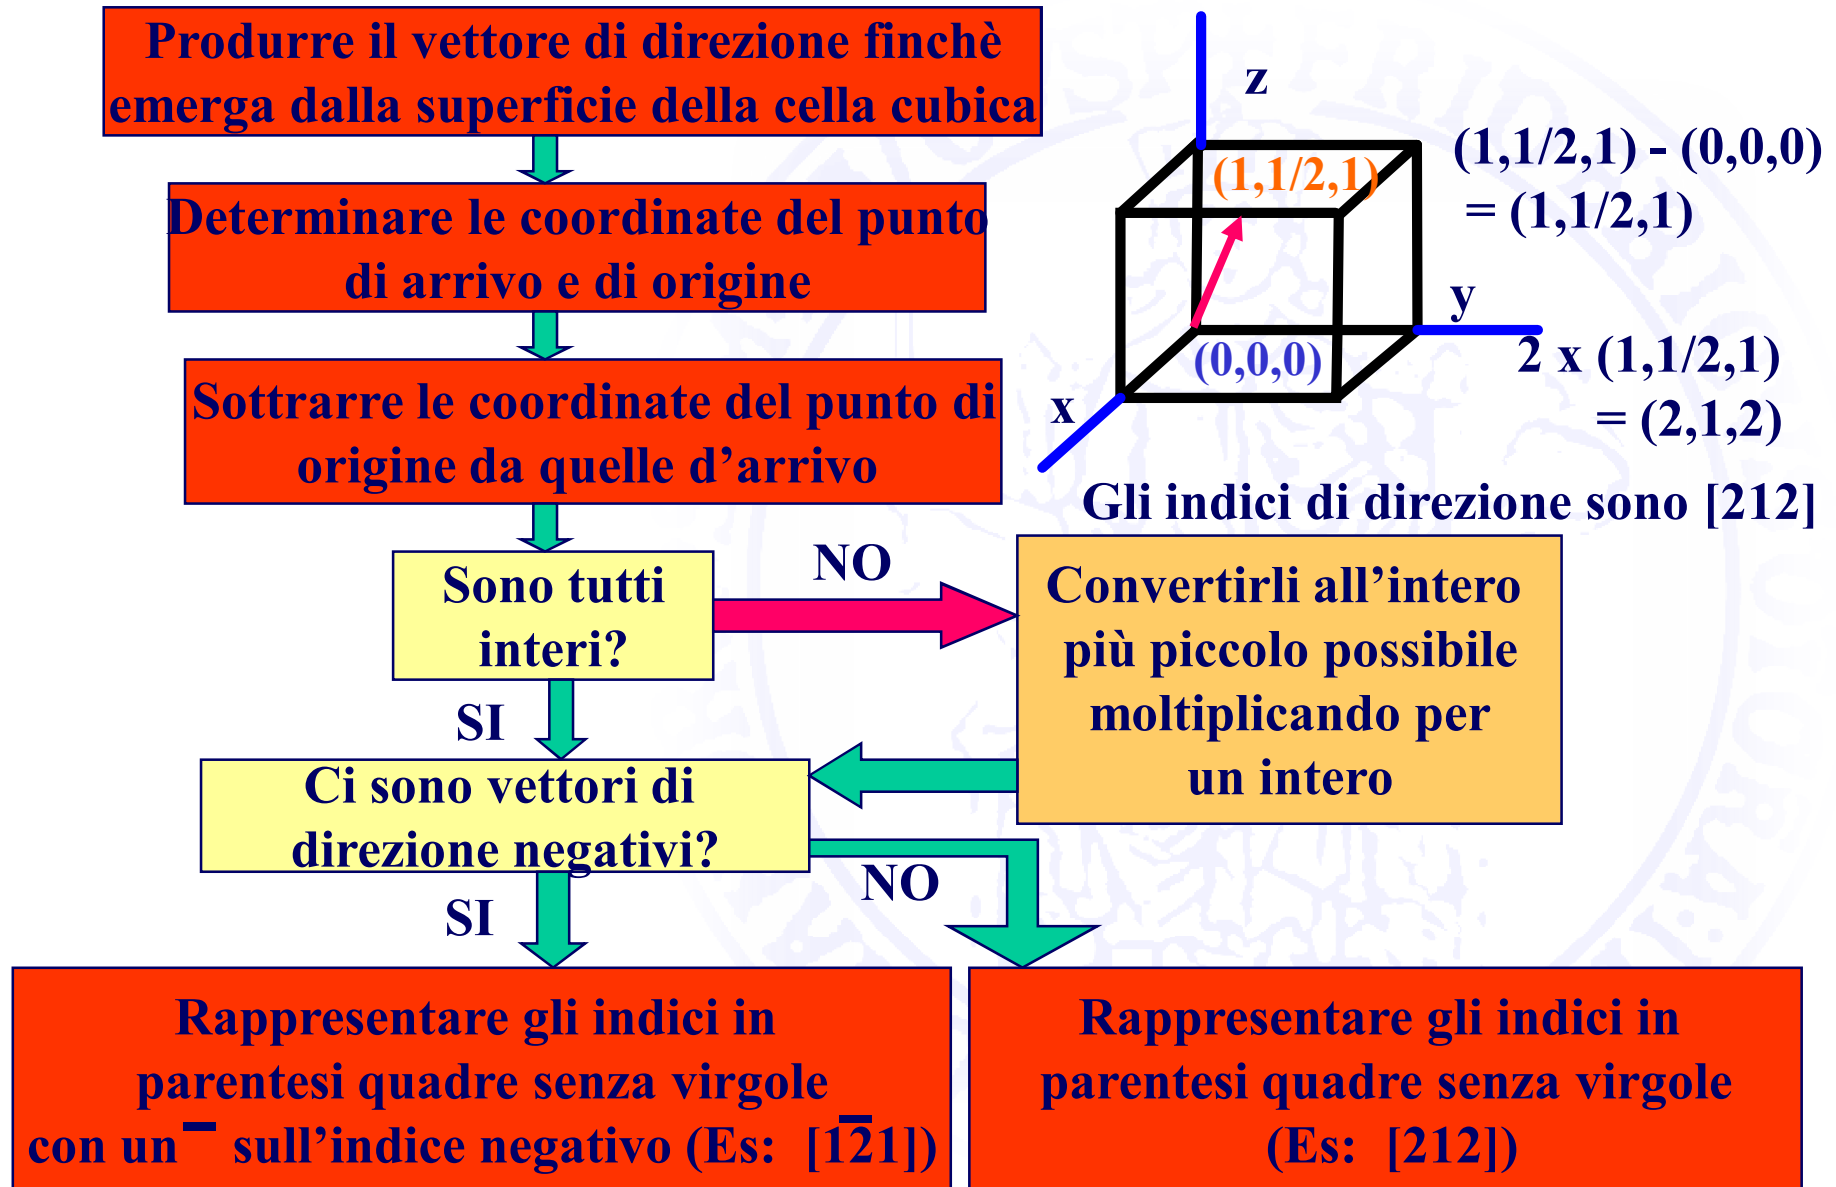 Produrre il vettore di direzione finchè
emerga dalla superficie della cella cubica
Determinare le coordinate del punto
di arrivo e di origine
Sottrarre le coordinate del punto di
origine da quelle d’arrivo
z
(1,1/2,1)
(1,1/2,1) - (0,0,0)
= (1,1/2,1)
y
(0,0,0)
x
2 x (1,1/2,1)
= (2,1,2)
Gli indici di direzione sono [212]
Sono tutti
interi?
NO
Convertirli all’intero
più piccolo possibile
moltiplicando per
un intero
SI
Ci sono vettori di
direzione negativi?
NO
SI
Rappresentare gli indici in
parentesi quadre senza virgole
con un ¯ sull’indice negativo (Es: [12̅1])
Rappresentare gli indici in
parentesi quadre senza virgole
(Es: [212])